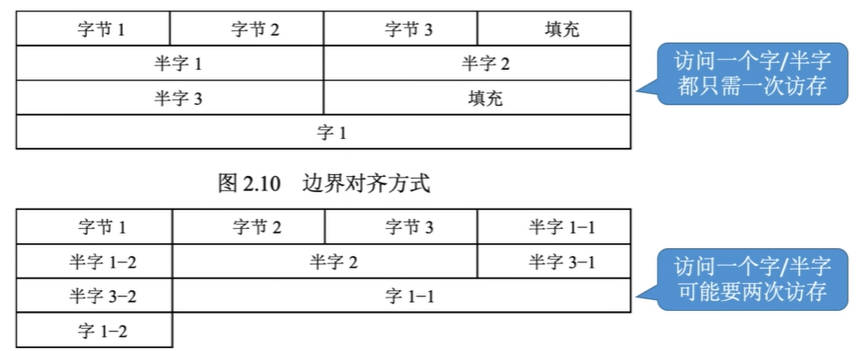 字节 1 字节 2 字节 3 填充
半字 1 半字 2
半字 3 填充
字 1
访问一个字/半字
都只需一次访存
图 2.10 边界对齐方式
字节 1 字节 2 字节 3 半字 1-1
半字 1-2 半字 2 半字 3-1
半字 3-2 字 1-1
字 1-2
访问一个字/半字
可能要两次访存